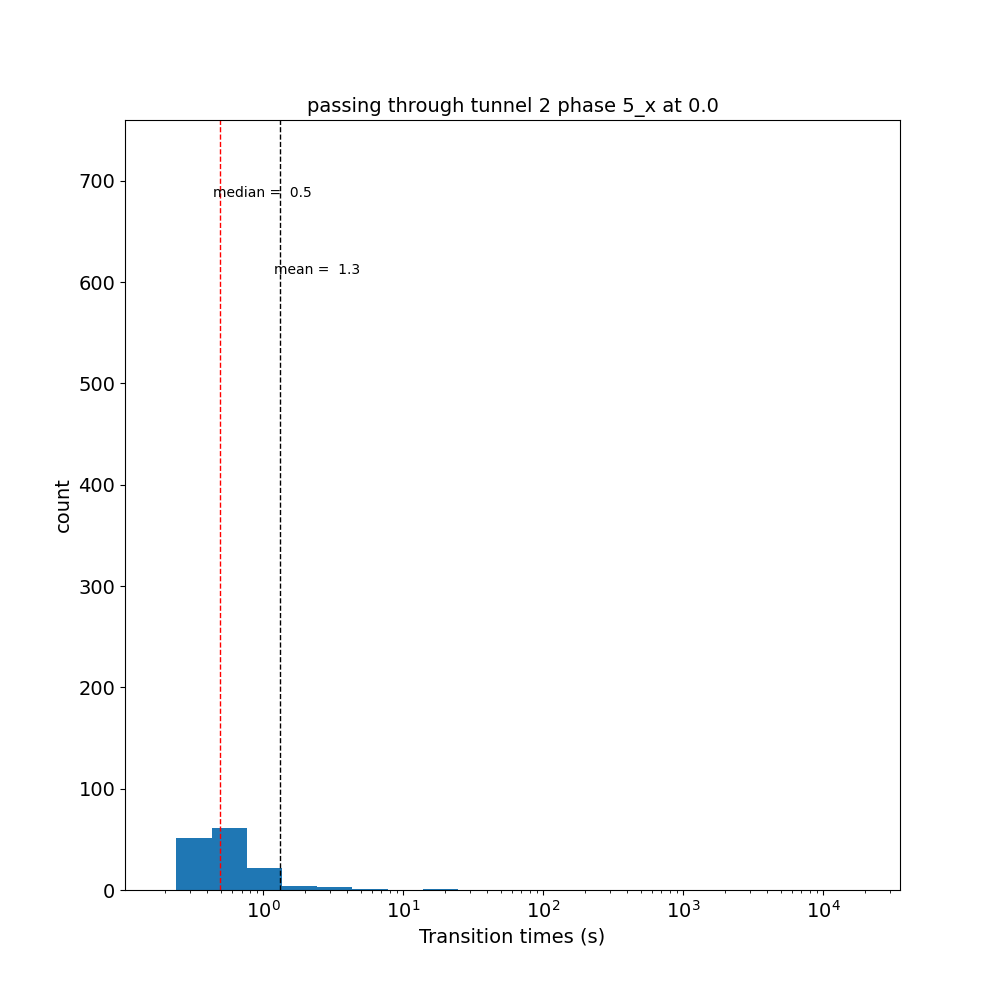 passing through tunnel 2 phase 5_x at 0.0
700
median =  0.5
mean =  1.3
600
500
400
count
300
200
100
0
10⁰ 10¹ 10² 10³ 10⁴
Transition times (s)